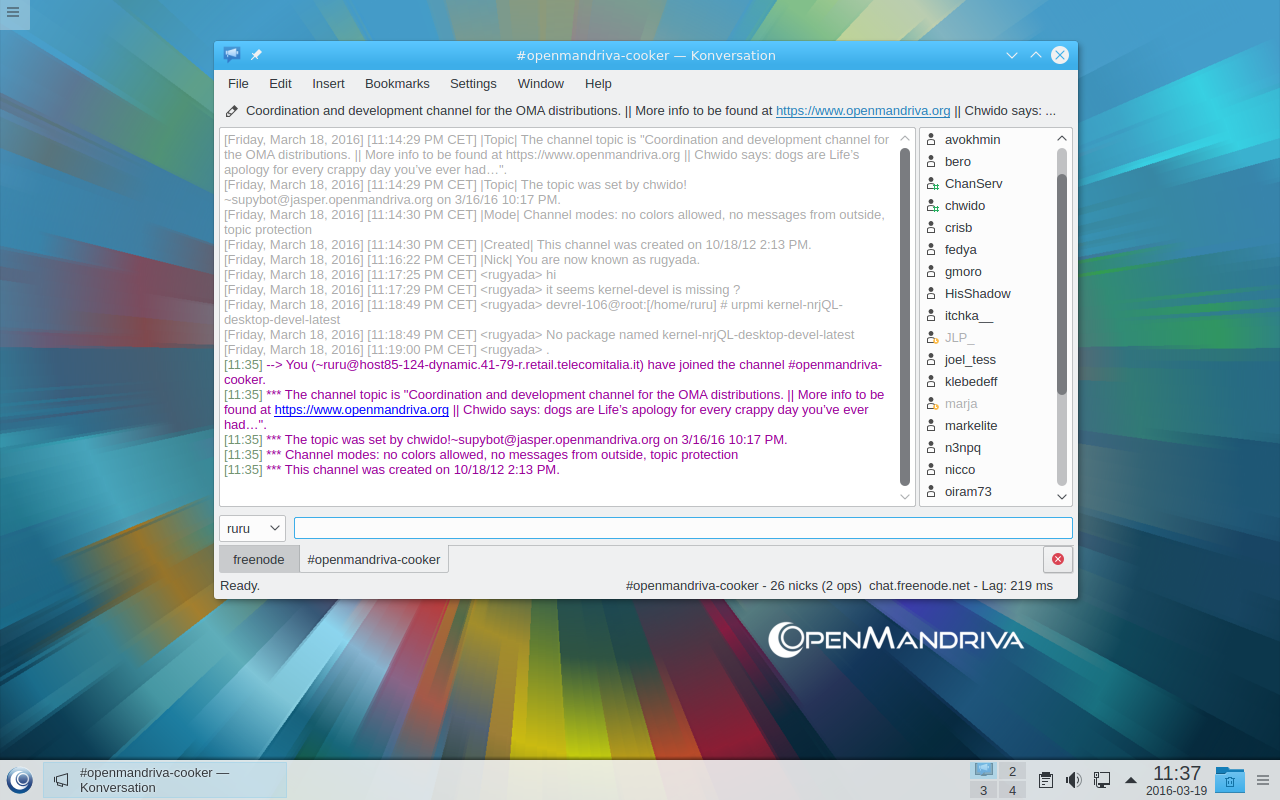 #openmandriva-cooker — Konversation
File Edit Insert Bookmarks Settings Window Help
Coordination and development channel for the OMA distributions. || More info to be found at https://www.openmandriva.org || Chwido says: ...
[Friday, March 18, 2016] [11:14:29 PM CET] |Topic| The channel topic is "Coordination and development channel for
the OMA distributions. || More info to be found at https://www.openmandriva.org || Chwido says: dogs are Life's
apology for every crappy day you've ever had…".
[Friday, March 18, 2016] [11:14:29 PM CET] |Topic| The topic was set by chwido!
~supybot@jasper.openmandriva.org on 3/16/16 10:17 PM.
[Friday, March 18, 2016] [11:14:30 PM CET] |Mode| Channel modes: no colors allowed, no messages from outside,
topic protection
[Friday, March 18, 2016] [11:14:30 PM CET] |Created| This channel was created on 10/18/12 2:13 PM.
[Friday, March 18, 2016] [11:16:22 PM CET] |Nick| You are now known as rugyada.
[Friday, March 18, 2016] [11:17:25 PM CET] <rugyada> hi
[Friday, March 18, 2016] [11:17:29 PM CET] <rugyada> it seems kernel-devel is missing ?
[Friday, March 18, 2016] [11:18:49 PM CET] <rugyada> devrel-106@root:[/home/ruru] # urpmi kernel-nrjQL-
desktop-devel-latest
[Friday, March 18, 2016] [11:18:49 PM CET] <rugyada> No package named kernel-nrjQL-desktop-devel-latest
[Friday, March 18, 2016] [11:19:00 PM CET] <rugyada> .
[11:35] --> You (~ruru@host85-124-dynamic.41-79-r.retail.telecomitalia.it) have joined the channel #openmandriva-
cooker.
[11:35] *** The channel topic is "Coordination and development channel for the OMA distributions. || More info to be
found at https://www.openmandriva.org || Chwido says: dogs are Life's apology for every crappy day you've ever
had…".
[11:35] *** The topic was set by chwido!~supybot@jasper.openmandriva.org on 3/16/16 10:17 PM.
[11:35] *** Channel modes: no colors allowed, no messages from outside, topic protection
[11:35] *** This channel was created on 10/18/12 2:13 PM.
avokhmin
bero
ChanServ
chwido
crisb
fedya
gmoro
HisShadow
itchka__
JLP_
joel_tess
klebedeff
marja
markelite
n3npq
nicco
oiram73
ruru
freenode #openmandriva-cooker
Ready. #openmandriva-cooker - 26 nicks (2 ops) chat.freenode.net - Lag: 219 ms
OpenMandriva
#openmandriva-cooker —
Konversation
2
3 4
11:37
2016-03-19